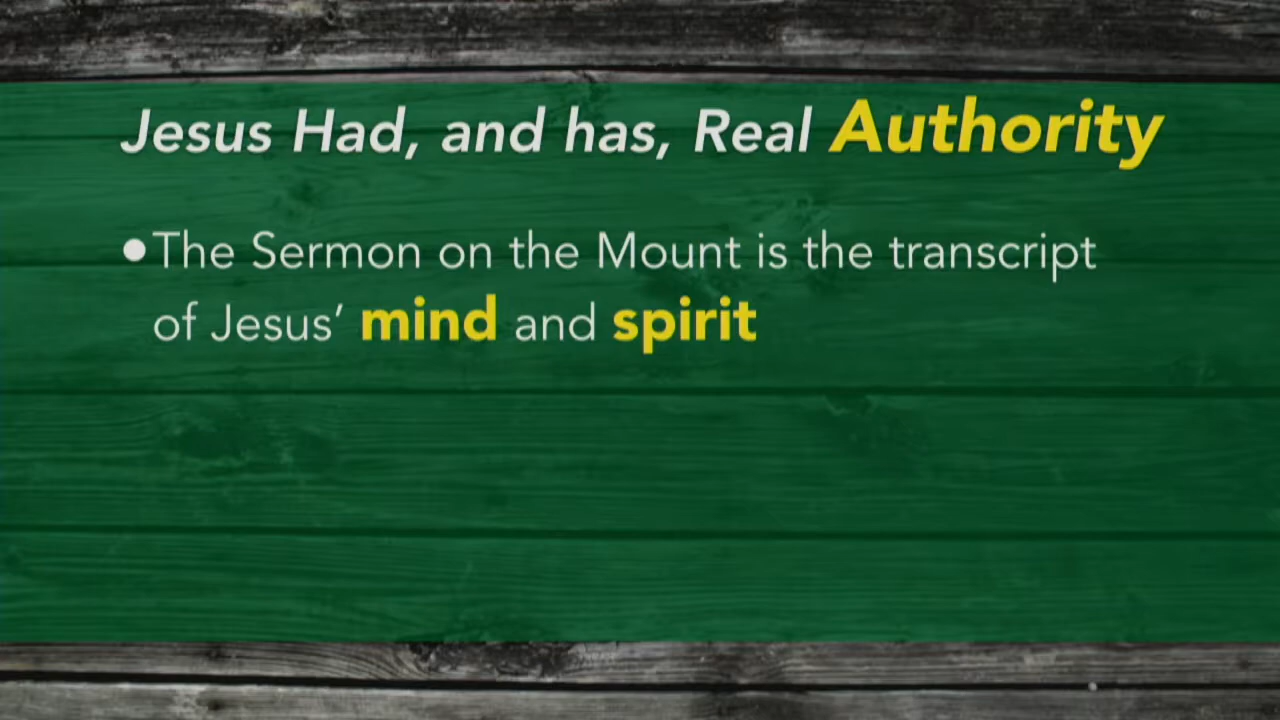 Jesus Had, and has, Real Authority
•The Sermon on the Mount is the transcript
of Jesus’ mind and spirit